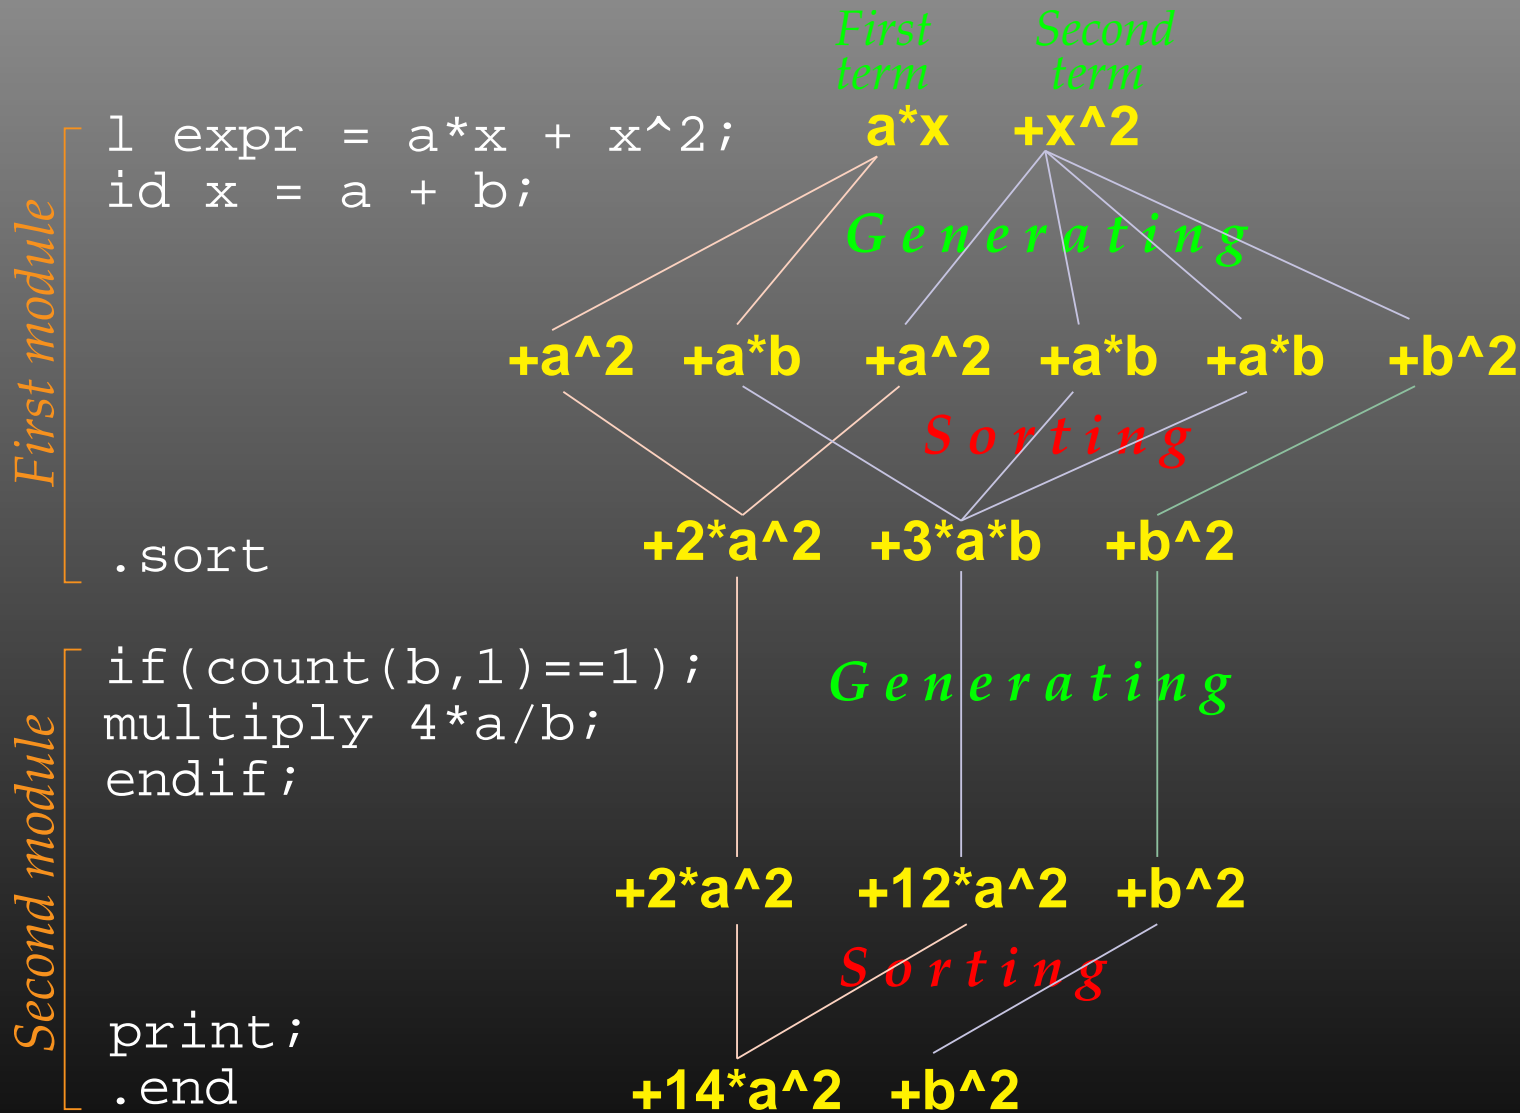 First Second
term term
l expr = a*x + x^2; a*x +x^2
id x = a + b;
Generating
First module
+a^2 +a*b +a^2 +a*b +a*b +b^2
Sorting
.sort +2*a^2 +3*a*b +b^2
if(count(b,1)==1);
multiply 4*a/b;
endif;
Generating
Second module
+2*a^2 +12*a^2 +b^2
Sorting
print;
.end +14*a^2 +b^2